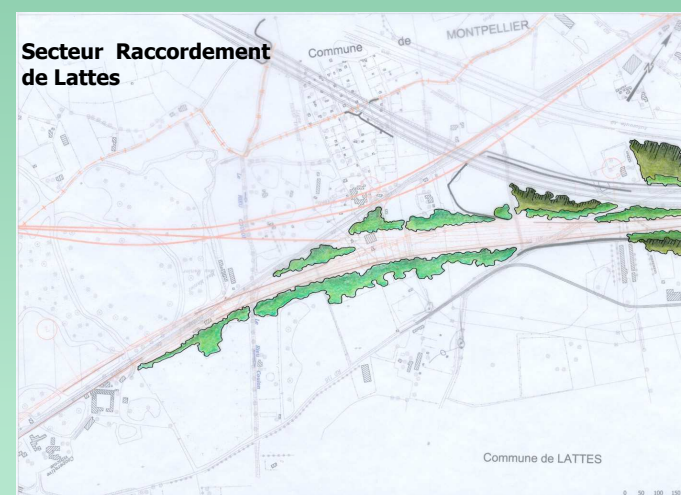 Secteur Raccordement
de Lattes
Commune de MONTPELLIER
Commune de LATTES
0 50 100 150